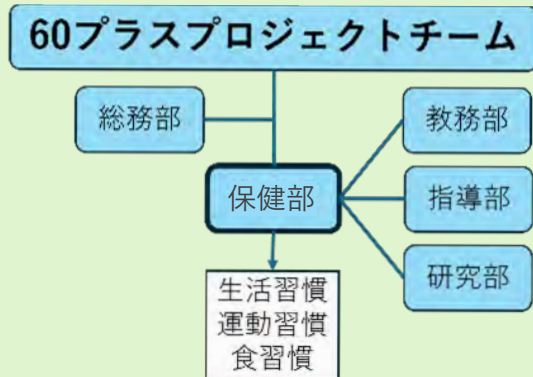 60プラスプロジェクトチーム
総務部
教務部
保健部
指導部
研究部
生活習慣
運動習慣
食習慣